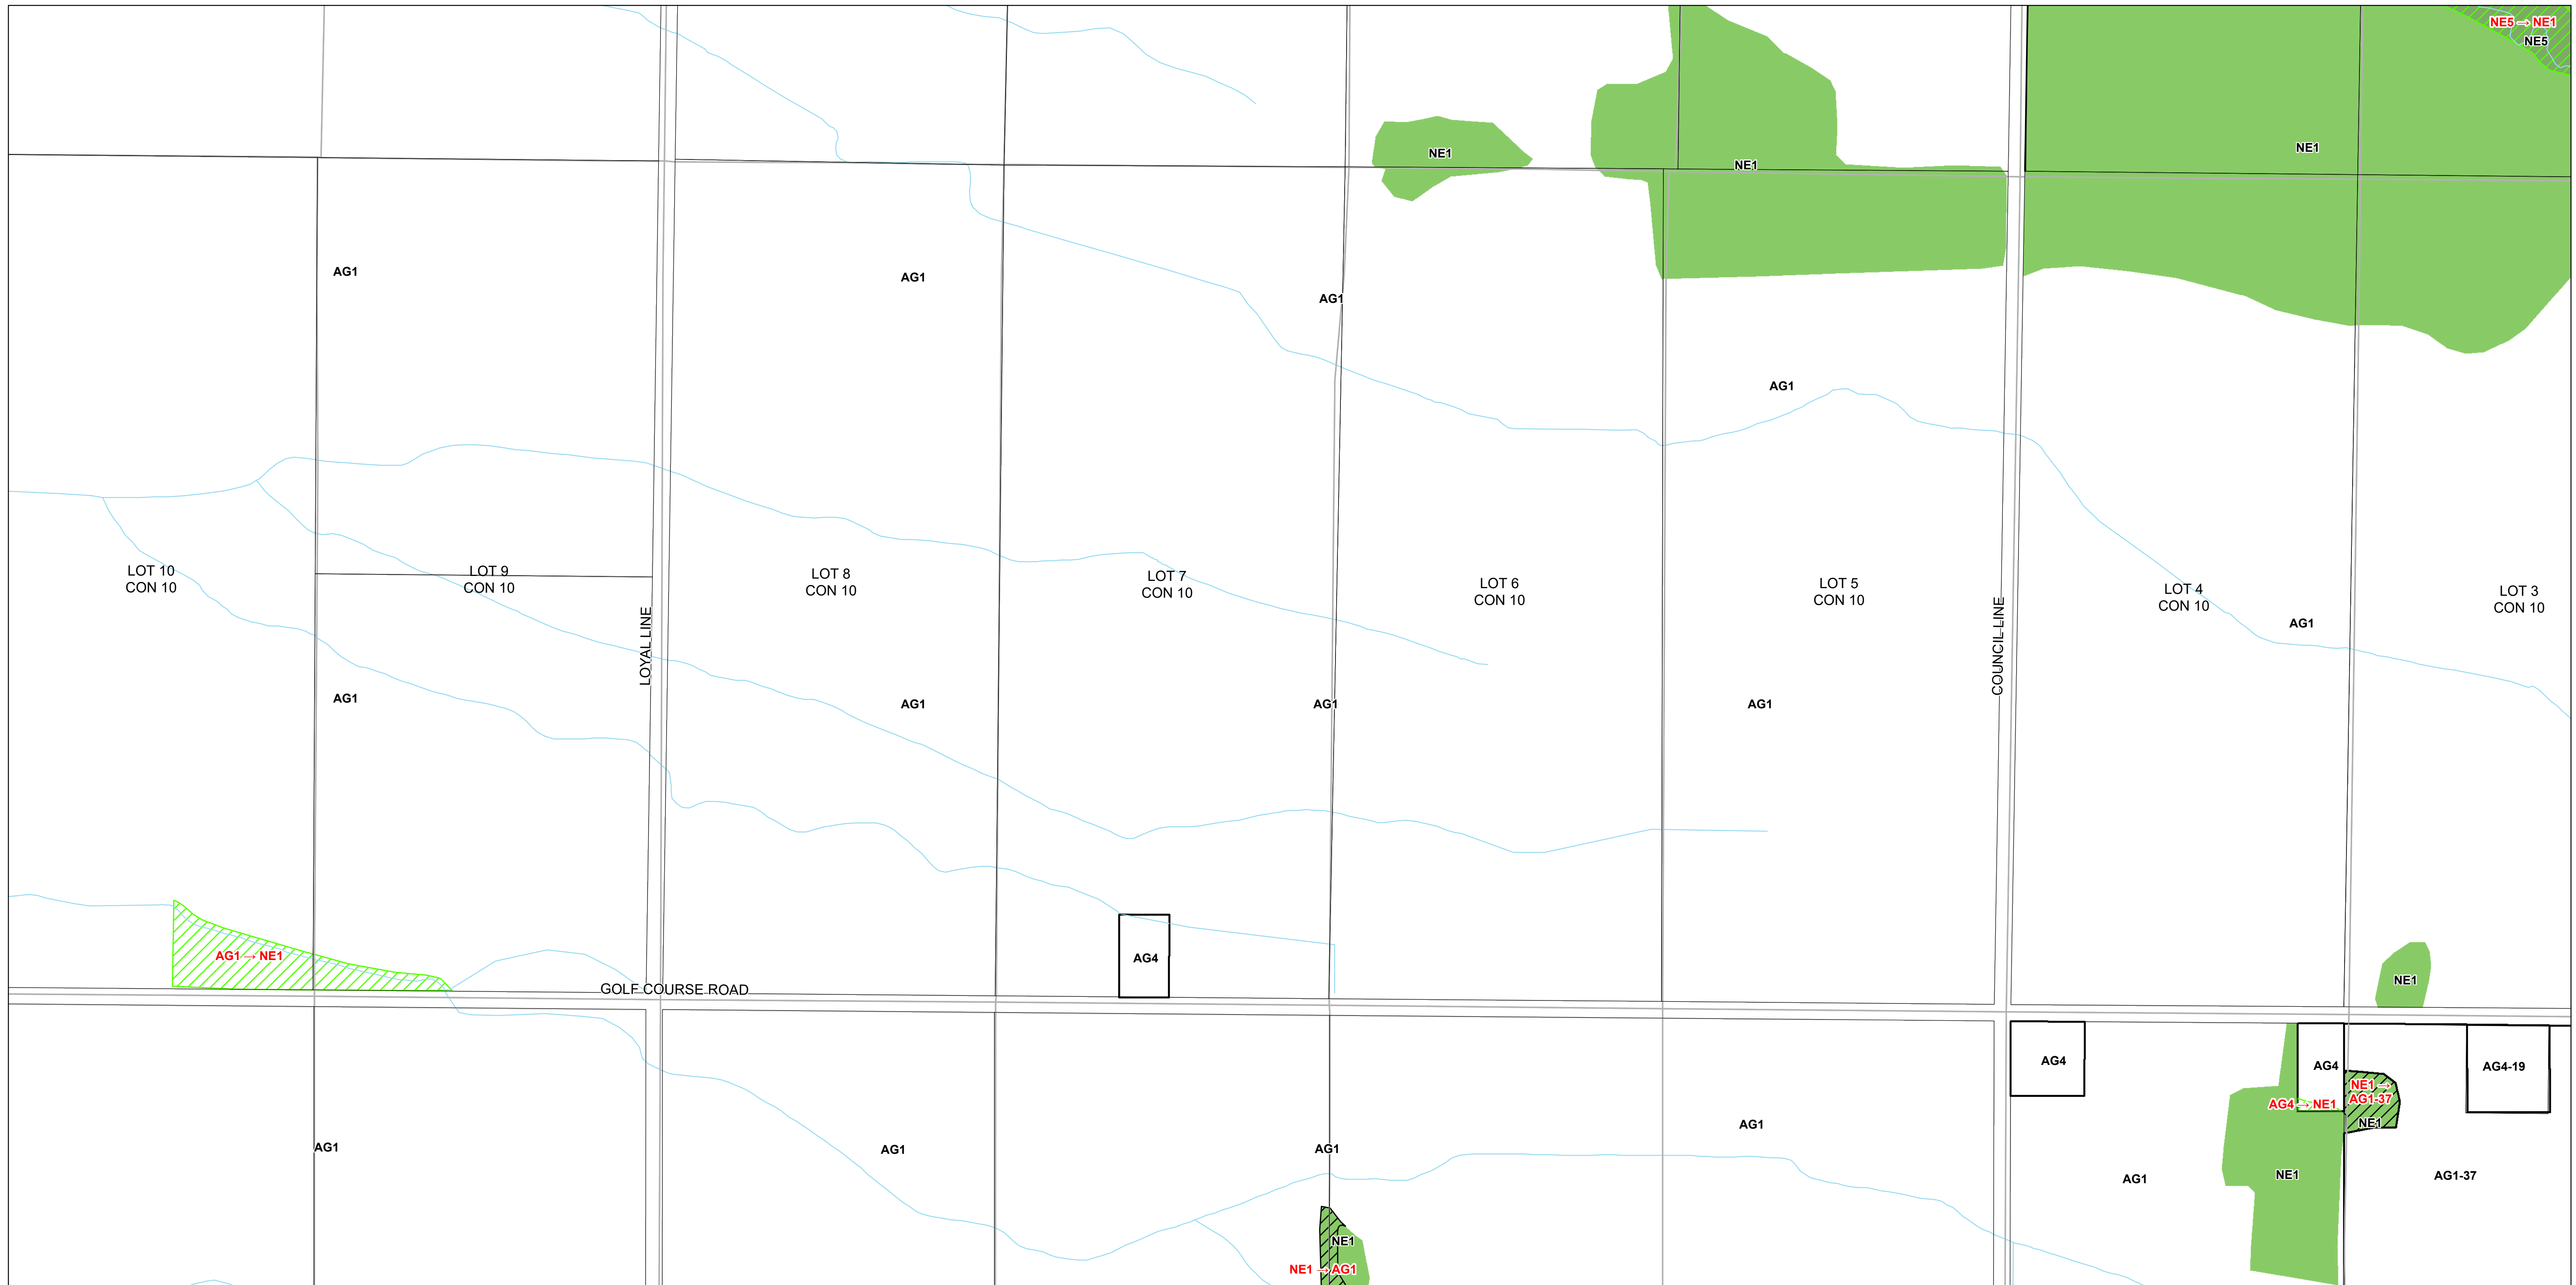 NE5 → NE1
NE5
NE1
NE1
NE1
AG1
AG1
AG1
AG1
LOT 10
CON 10
LOT 9
CON 10
LOT 8
CON 10
LOT 7
CON 10
LOT 6
CON 10
LOT 5
CON 10
LOT 4
CON 10
LOT 3
CON 10
LOYAL LINE
COUNCIL LINE
AG1
AG1
AG1
AG1
AG1
AG1 → NE1
AG4
NE1
GOLF COURSE ROAD
AG4
AG4
AG4-19
NE1 →
AG1-37
AG4 → NE1
NE1
AG1
AG1
AG1
AG1
AG1
NE1
AG1-37
NE1
NE1 → AG1